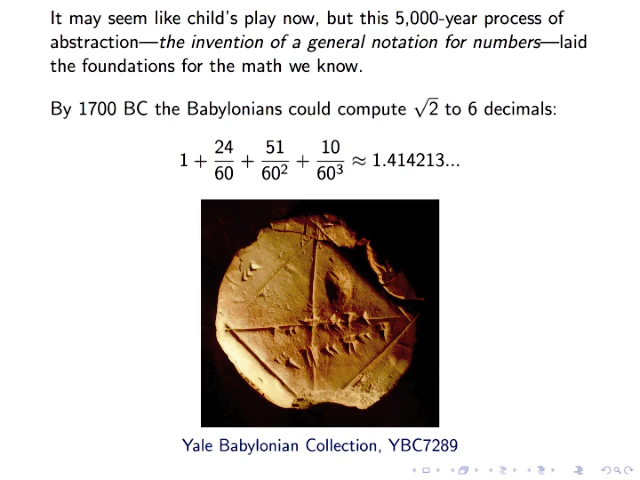 It may seem like child's play now, but this 5,000-year process of
abstraction—the invention of a general notation for numbers—laid
the foundations for the math we know.
By 1700 BC the Babylonians could compute √2 to 6 decimals:
1 + 24/60 + 51/60² + 10/60³ ≈ 1.414213...
Yale Babylonian Collection, YBC7289